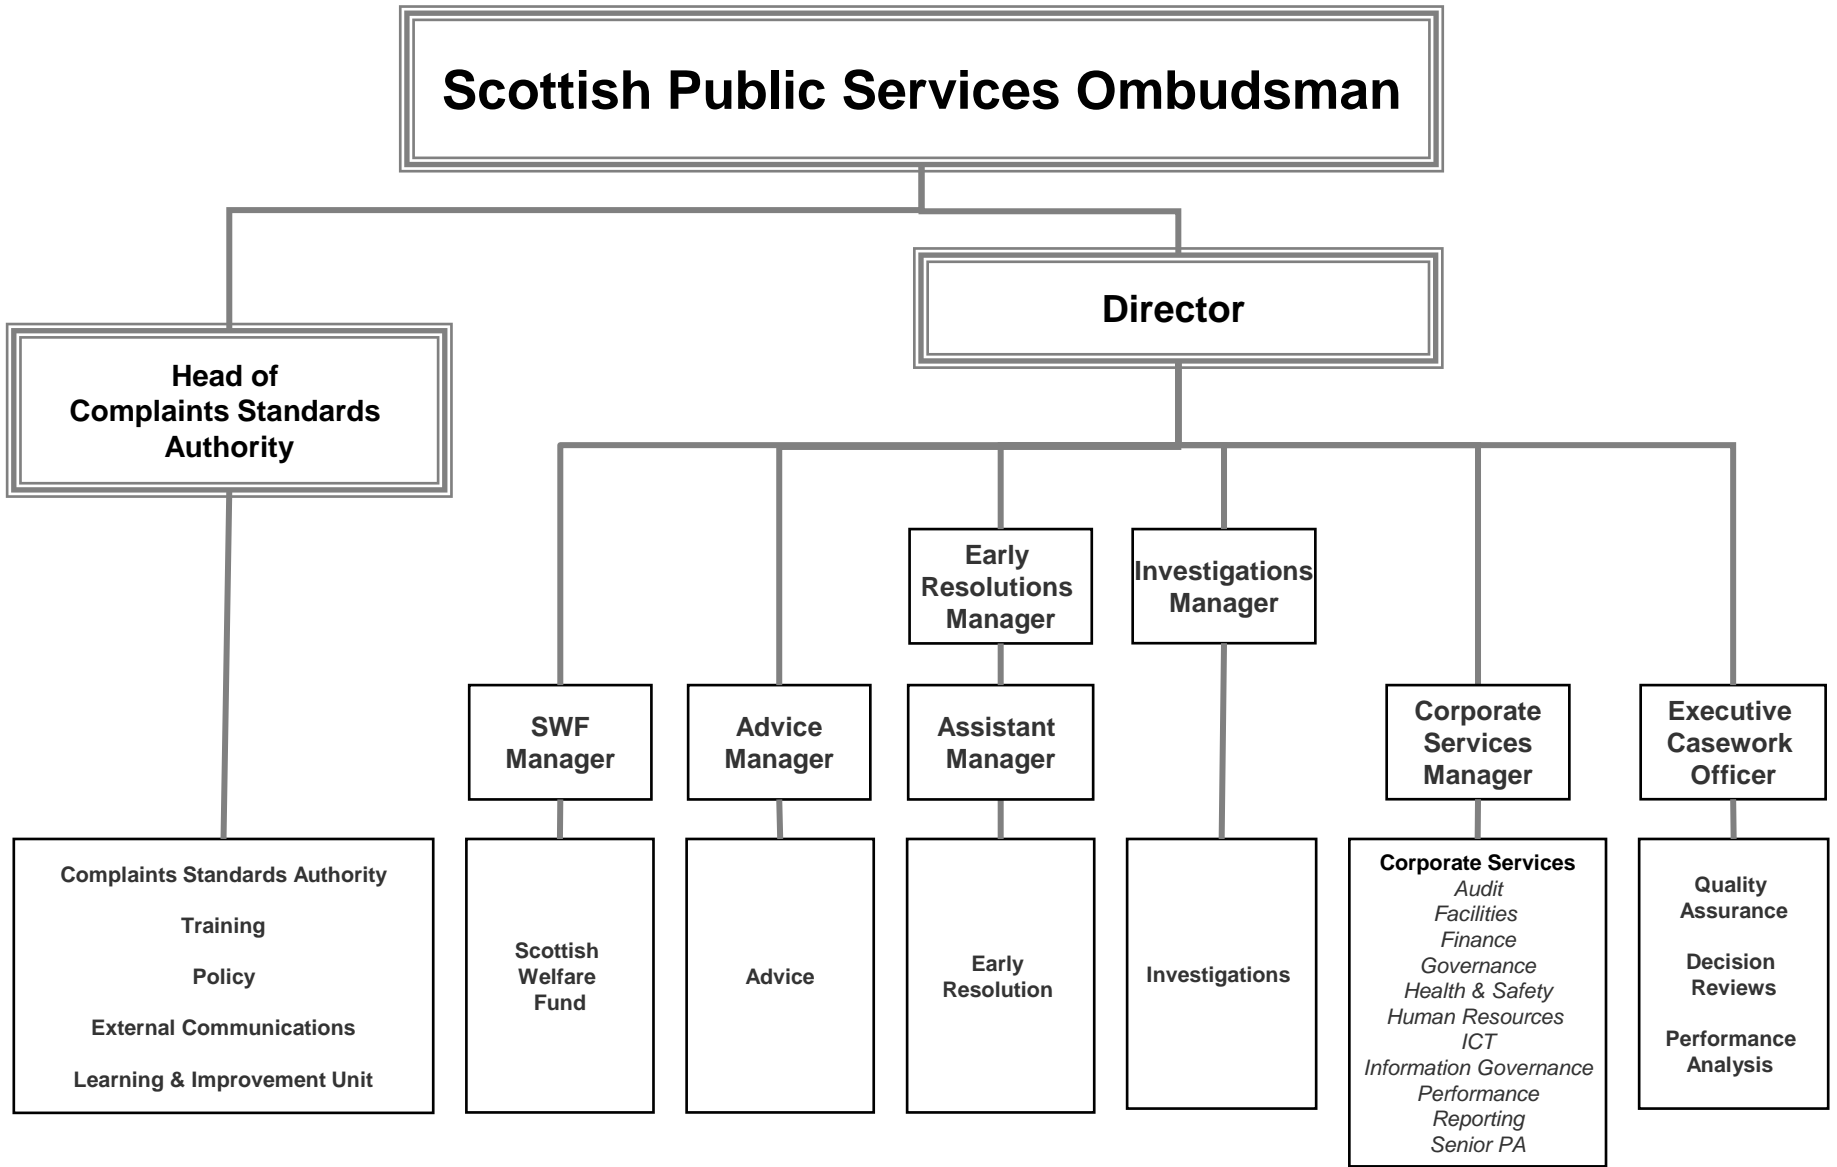 Scottish Public Services Ombudsman
Director
Head of
Complaints Standards
Authority
Early
Resolutions
Manager
Investigations
Manager
SWF
Manager
Advice
Manager
Assistant
Manager
Corporate
Services
Manager
Executive
Casework
Officer
Complaints Standards Authority
Training
Policy
External Communications
Learning & Improvement Unit
Scottish
Welfare
Fund
Advice
Early
Resolution
Investigations
Corporate Services
Audit
Facilities
Finance
Governance
Health & Safety
Human Resources
ICT
Information Governance
Performance
Reporting
Senior PA
Quality
Assurance
Decision
Reviews
Performance
Analysis